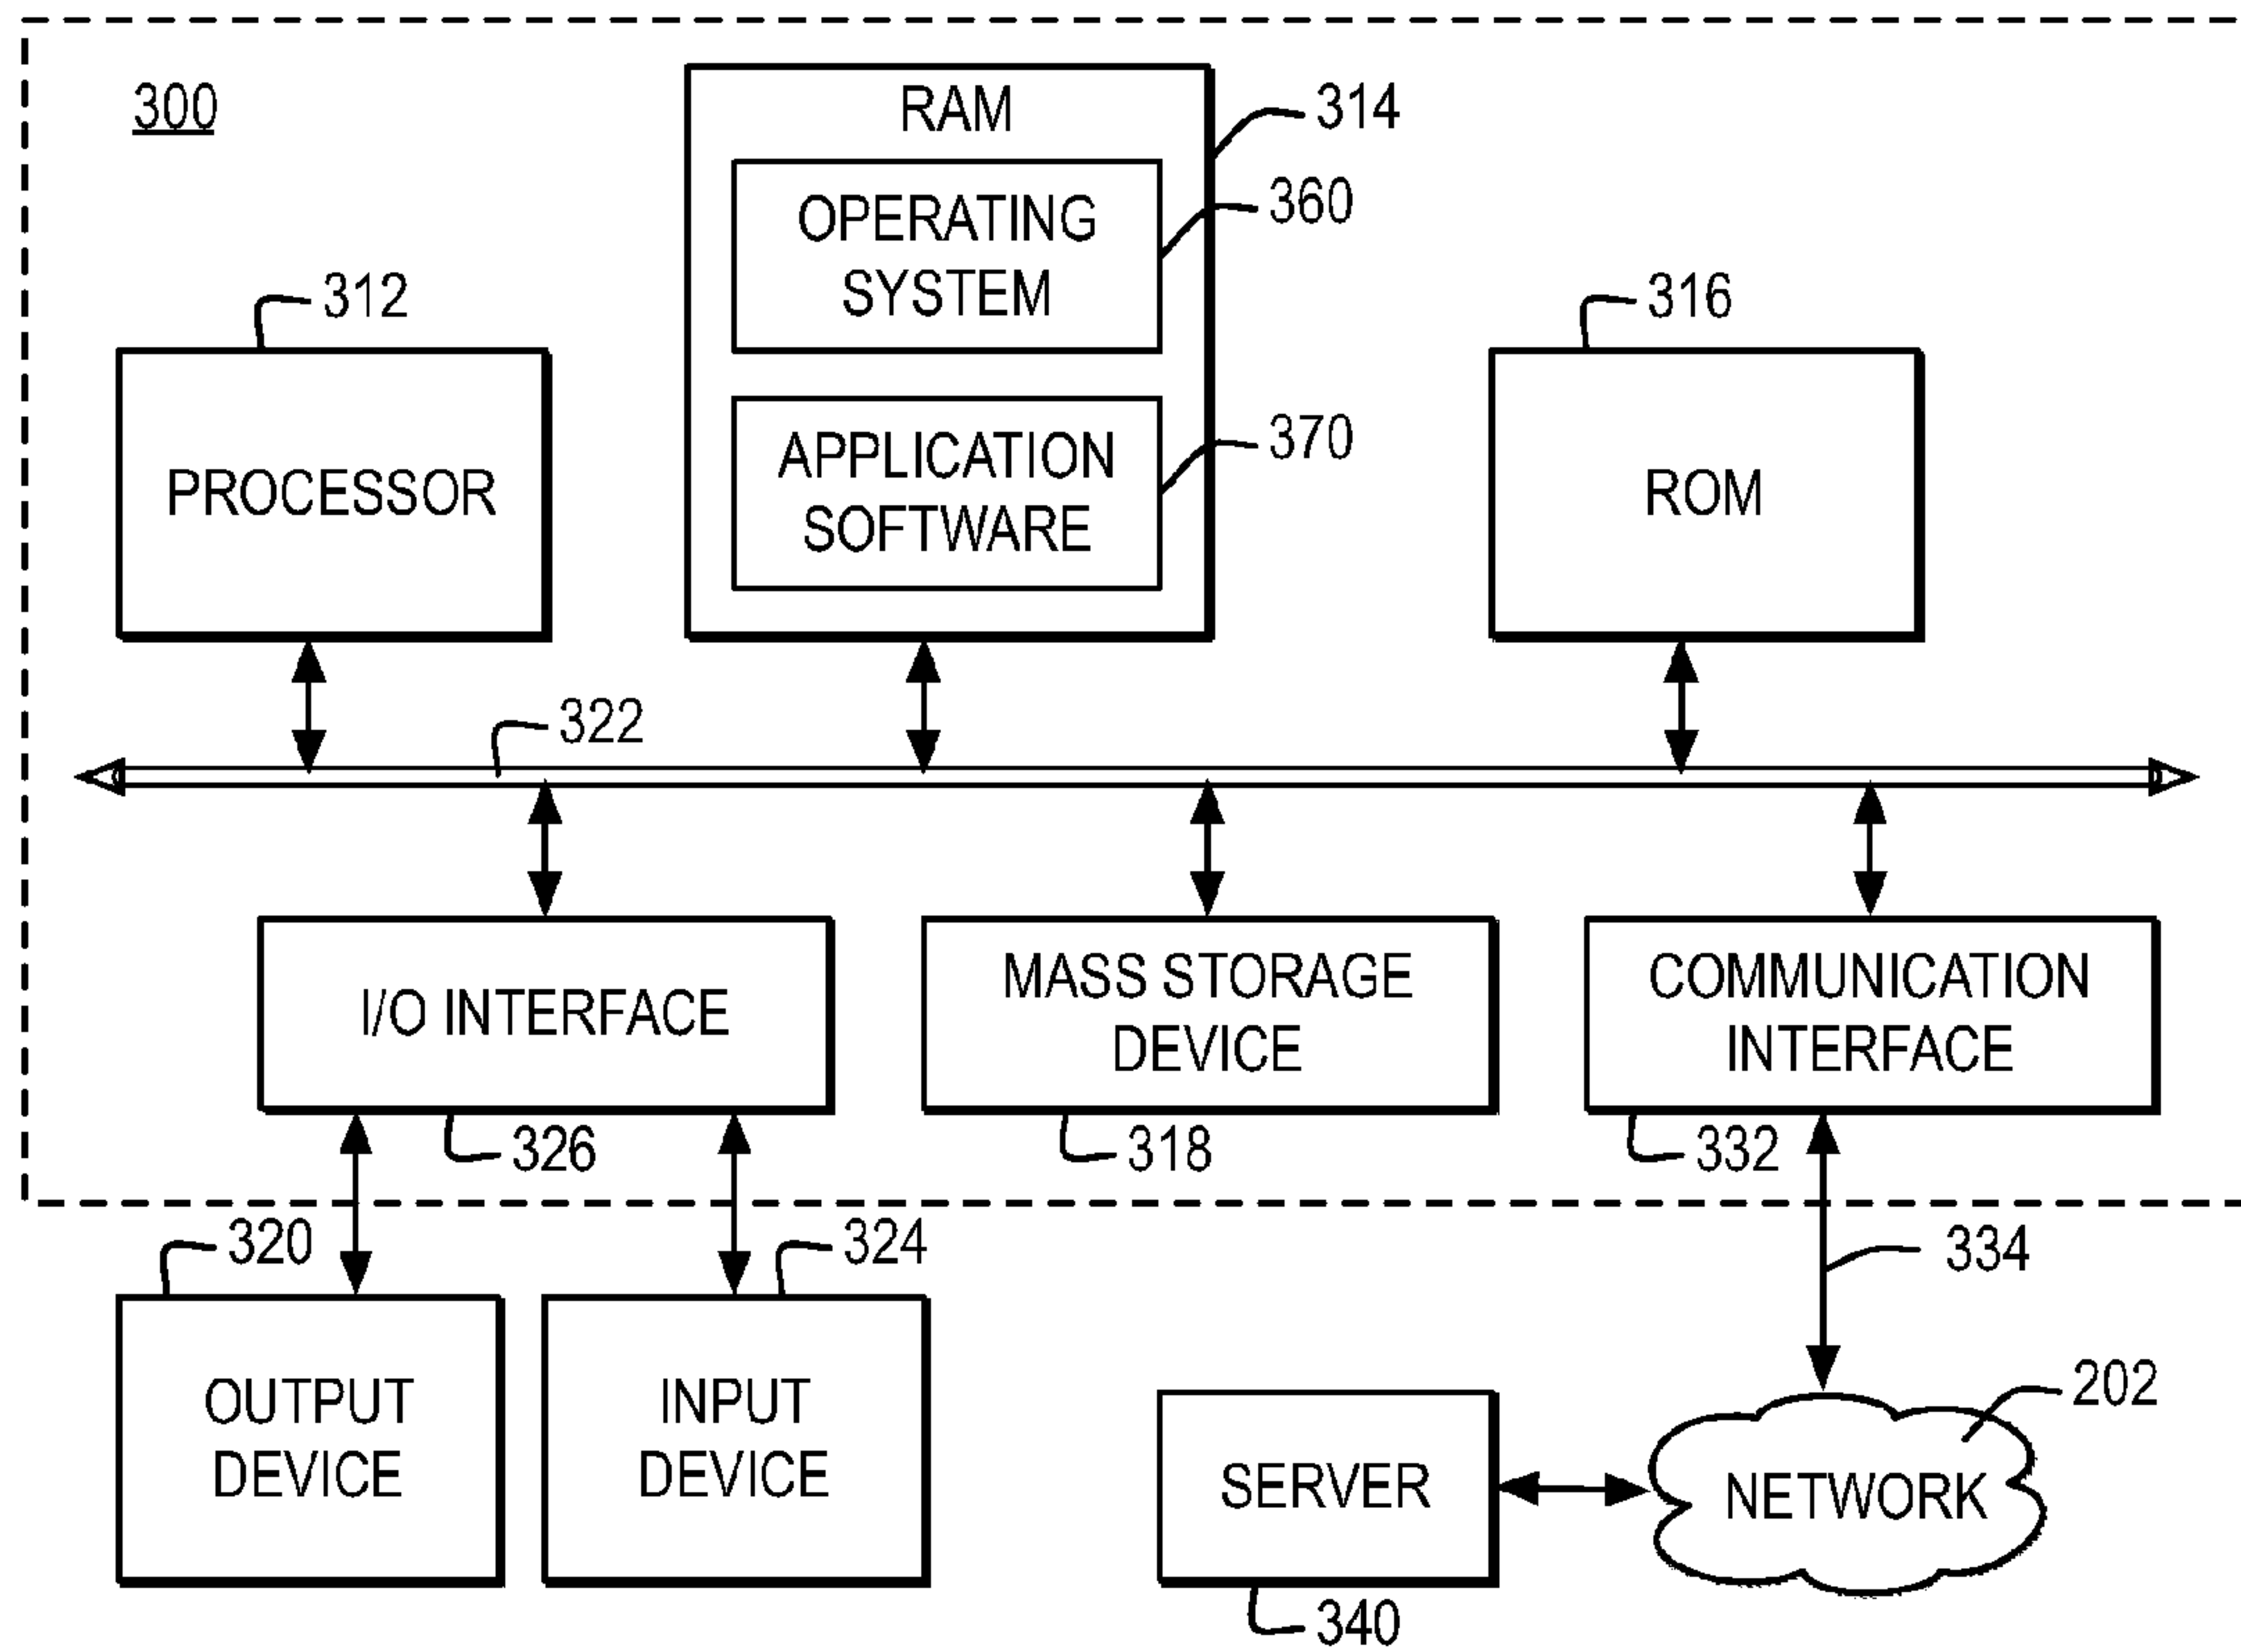 300
RAM
314
OPERATING
SYSTEM
360
312
316
PROCESSOR
APPLICATION
SOFTWARE
370
ROM
322
I/O INTERFACE
MASS STORAGE
DEVICE
COMMUNICATION
INTERFACE
326
318
332
320
324
334
OUTPUT
DEVICE
INPUT
DEVICE
SERVER
202
NETWORK
340